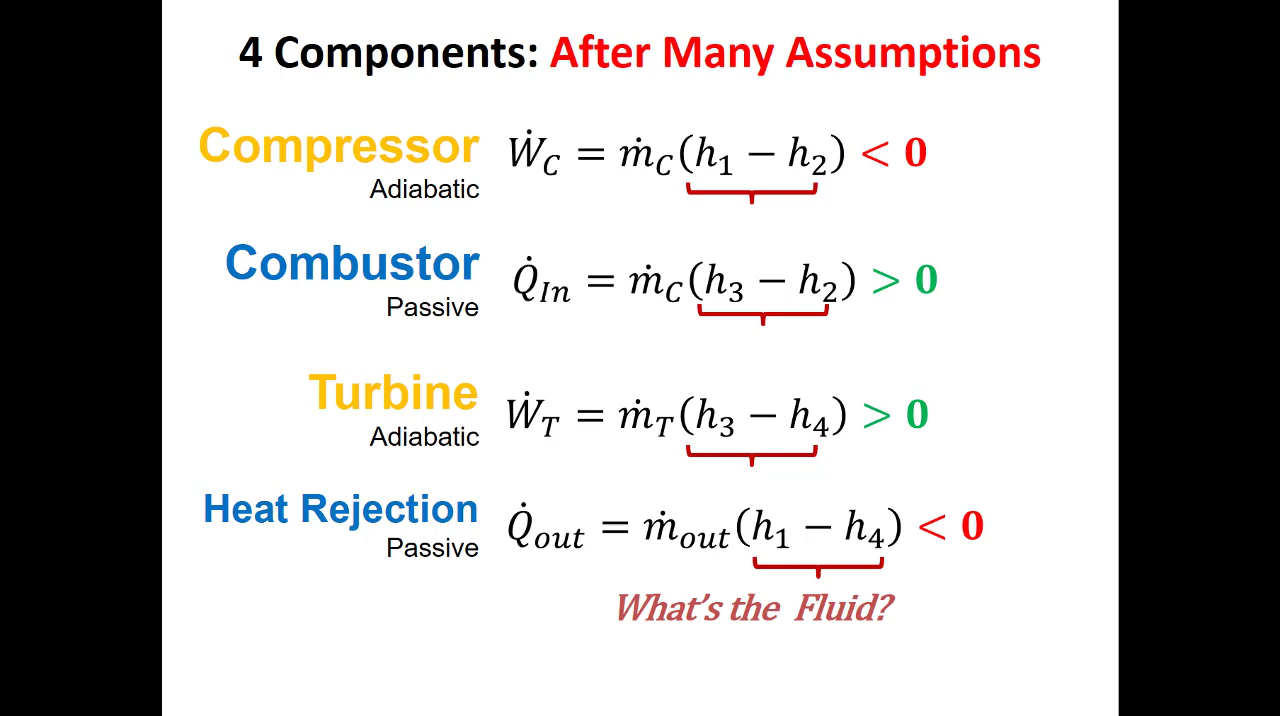 4 Components: After Many Assumptions
Compressor Ẇ_C = ṁ_C(h_1 − h_2) < 0
Adiabatic
Combustor Q̇_In = ṁ_C(h_3 − h_2) > 0
Passive
Turbine Ẇ_T = ṁ_T(h_3 − h_4) > 0
Adiabatic
Heat Rejection Q̇_out = ṁ_out(h_1 − h_4) < 0
Passive
What's the Fluid?